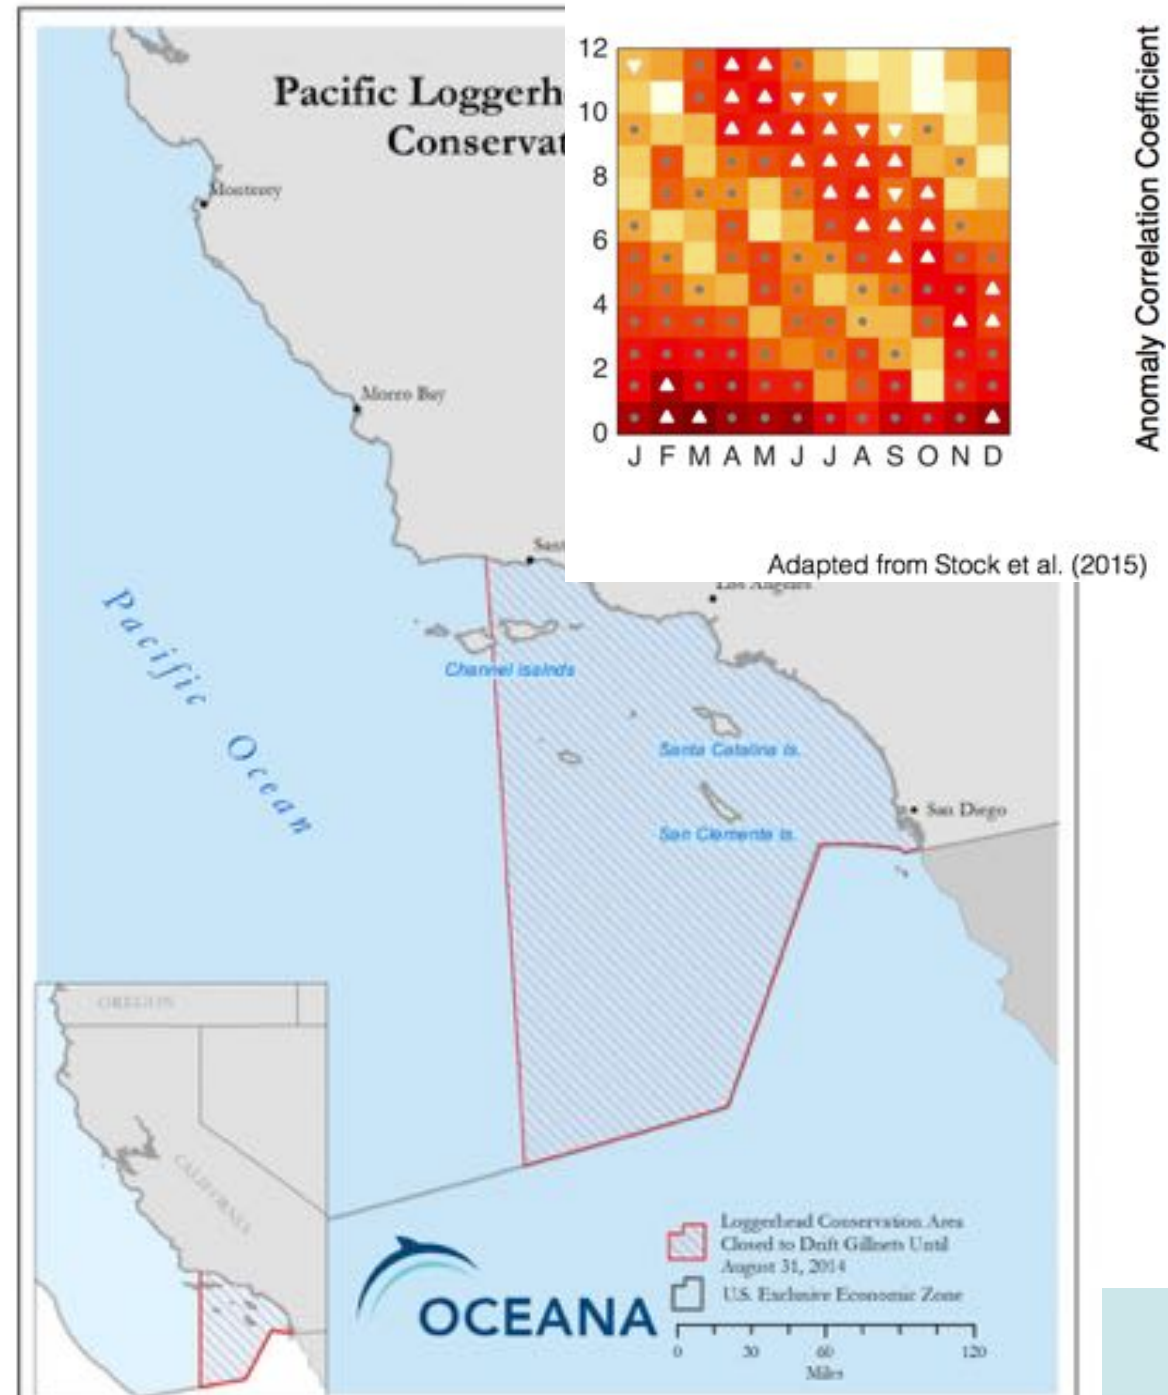 Pacific Loggerh
Conservat
Monterey
Morro Bay
Sant
Los Angeles
Pacific Ocean
Channel isalnds
Santa Catalina is.
San Clemente is.
San Diego
OREGON
CALIFORNIA
OCEANA
Loggerhead Conservation Area
Closed to Drift Gillnets Until
August 31, 2014
U.S. Exclusive Economic Zone
0 30 60 120
Miles
12
10
8
6
4
2
0
J F M A M J J A S O N D
Anomaly Correlation Coefficient
Adapted from Stock et al. (2015)